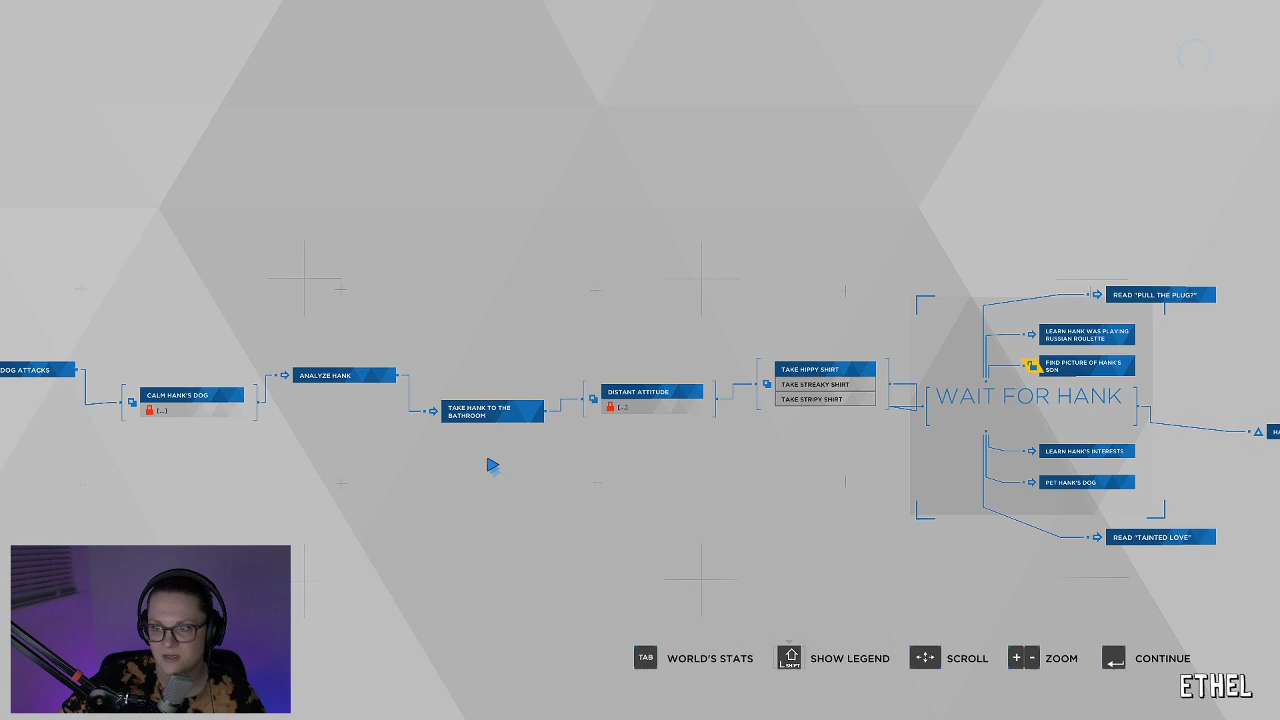 DOG ATTACKS
CALM HANK'S DOG
[...]
ANALYZE HANK
TAKE HANK TO THE
BATHROOM
DISTANT ATTITUDE
[...]
TAKE HIPPY SHIRT
TAKE STREAKY SHIRT
TAKE STRIPY SHIRT
READ "PULL THE PLUG?"
LEARN HANK WAS PLAYING
RUSSIAN ROULETTE
FIND PICTURE OF HANK'S
SON
WAIT FOR HANK
LEARN HANK'S INTERESTS
PET HANK'S DOG
READ "TAINTED LOVE"
HA
TAB WORLD'S STATS
L SHIFT SHOW LEGEND
SCROLL
+ - ZOOM
CONTINUE
ETHEL